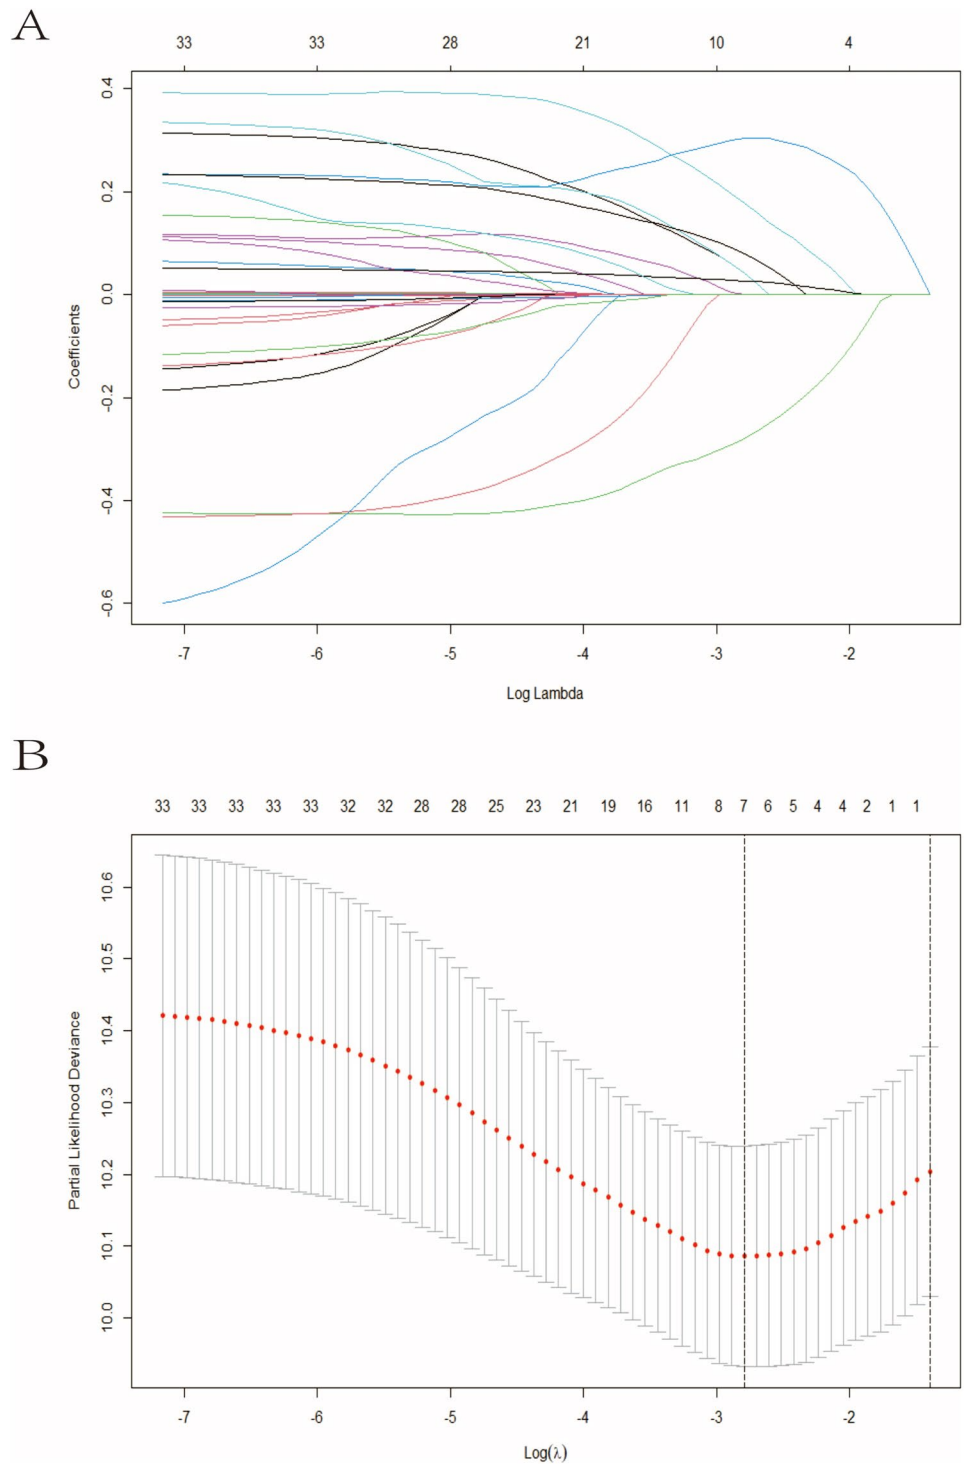 A
33 33 28 21 10 4
0.4
0.2
0.0
-0.2
-0.4
-0.6
Coefficients
-7 -6 -5 -4 -3 -2
Log Lambda
B
33 33 33 33 33 32 32 28 28 25 23 21 19 16 11 8 7 6 5 4 4 2 1 1
10.6
10.5
10.4
10.3
10.2
10.1
10.0
Partial Likelihood Deviance
-7 -6 -5 -4 -3 -2
Log(λ)